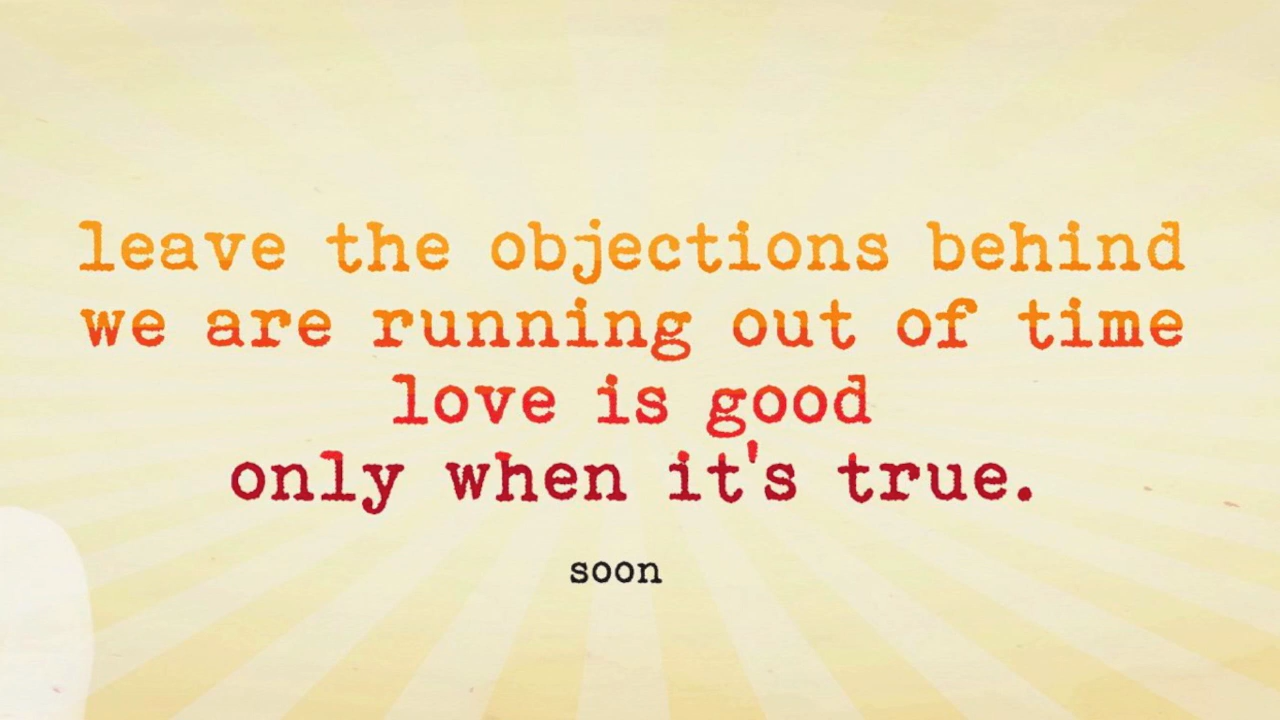 leave the objections behind
we are running out of time
love is good
only when it's true.
soon